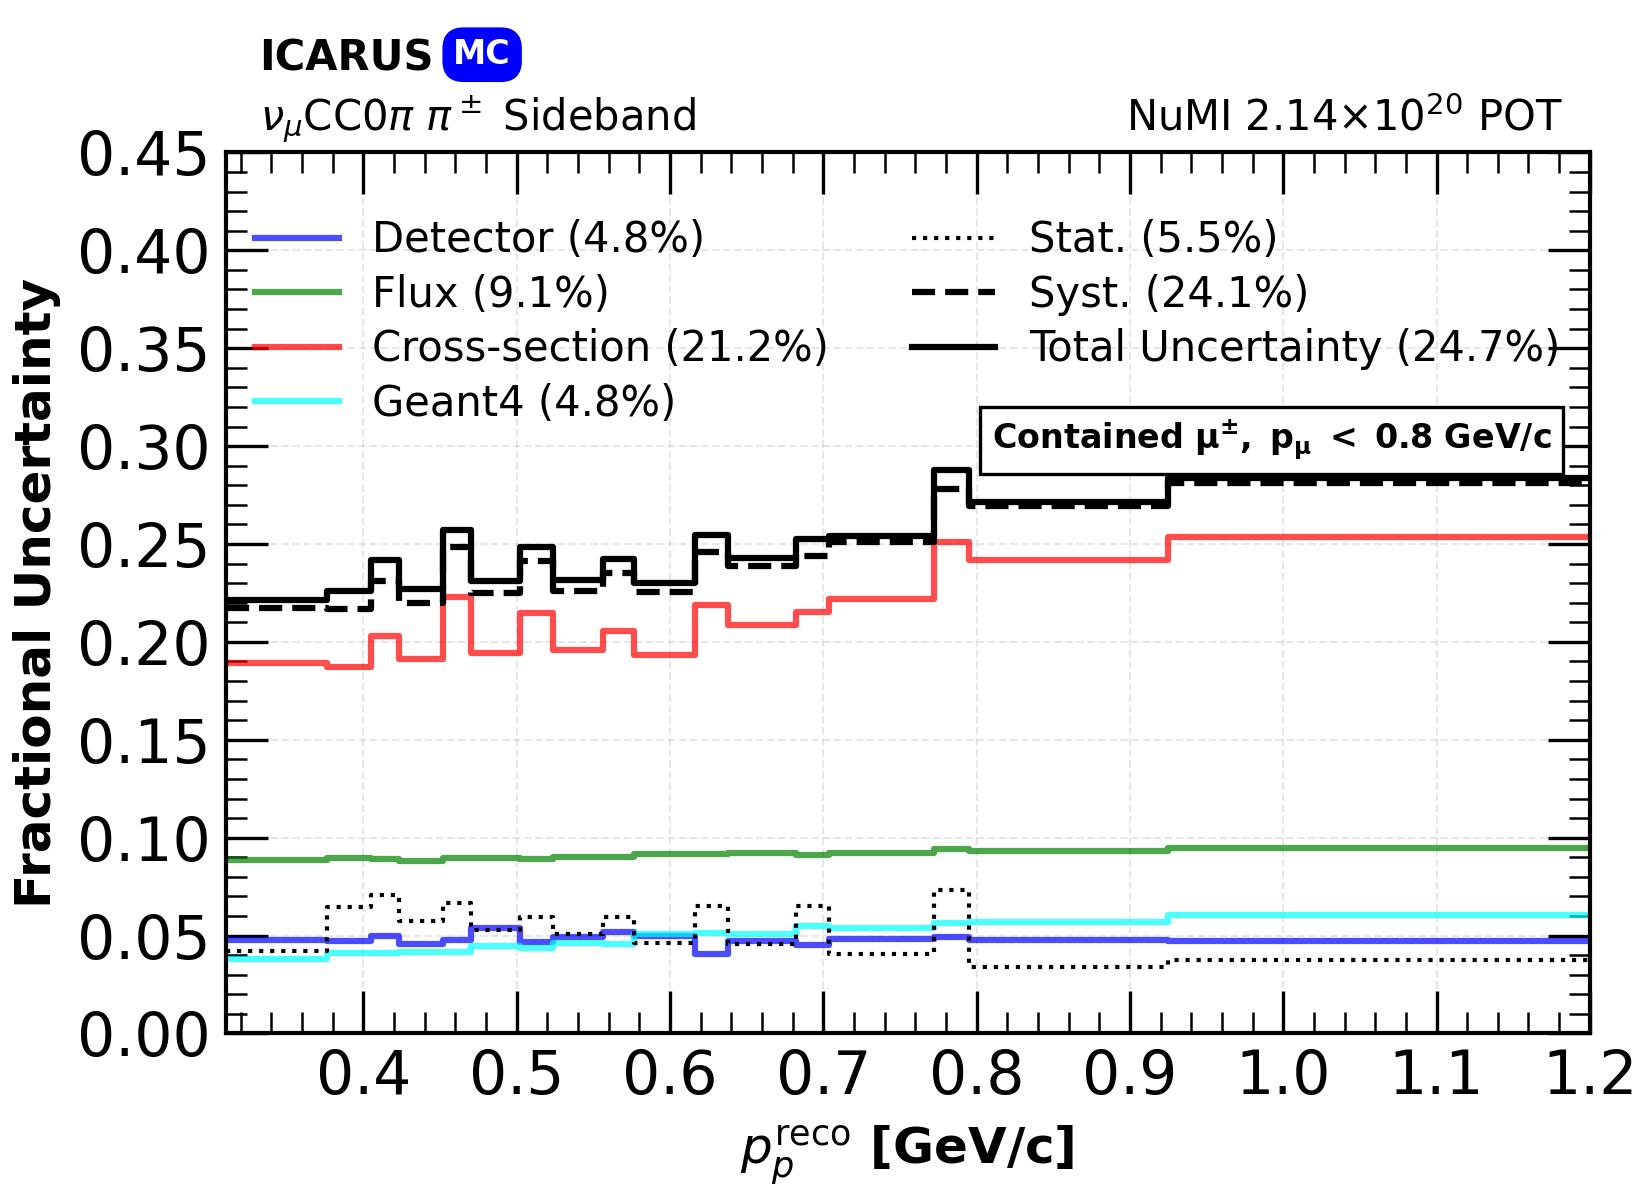 ICARUS MC
νμCC0π π± Sideband
NuMI 2.14×10²⁰ POT
Fractional Uncertainty
0.45
0.40
0.35
0.30
0.25
0.20
0.15
0.10
0.05
0.00
Detector (4.8%)
Flux (9.1%)
Cross-section (21.2%)
Geant4 (4.8%)
Stat. (5.5%)
Syst. (24.1%)
Total Uncertainty (24.7%)
Contained μ±, pμ < 0.8 GeV/c
0.4 0.5 0.6 0.7 0.8 0.9 1.0 1.1 1.2
p_p^reco [GeV/c]